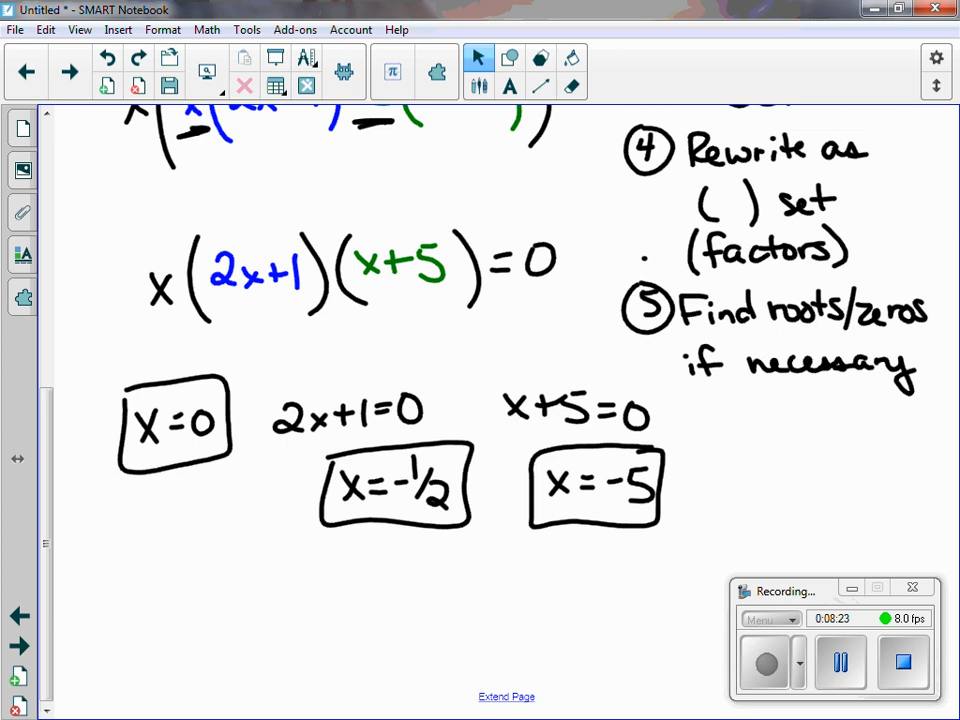 Untitled * - SMART Notebook
File Edit View Insert Format Math Tools Add-ons Account Help
④ Rewrite as
( ) set
(factors)
x(2x+1)(x+5)=0
⑤ Find roots/zeros
if necessary
x=0 2x+1=0 x+5=0
x=-1/2 x=-5
Recording...
Menu 0:08:23 8.0 fps
Extend Page